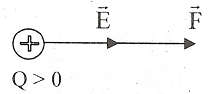 E⃗ F⃗
+
Q > 0